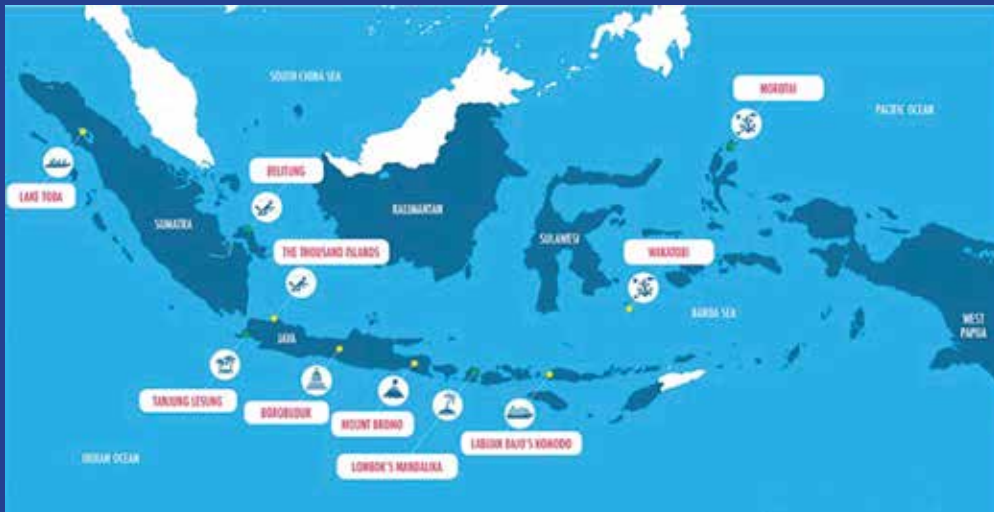 SOUTH CHINA SEA
MOROTAI
PACIFIC OCEAN
BELITUNG
LAKE TOBA
KALIMANTAN
SUMATRA
SULAWESI
THE THOUSAND ISLANDS
WAKATOBI
BANDA SEA
WEST
PAPUA
JAVA
TANJUNG LESUNG
BOROBUDUR
MOUNT BROMO
LABUAN BAJO'S KOMODO
INDIAN OCEAN
LOMBOK'S MANDALIKA